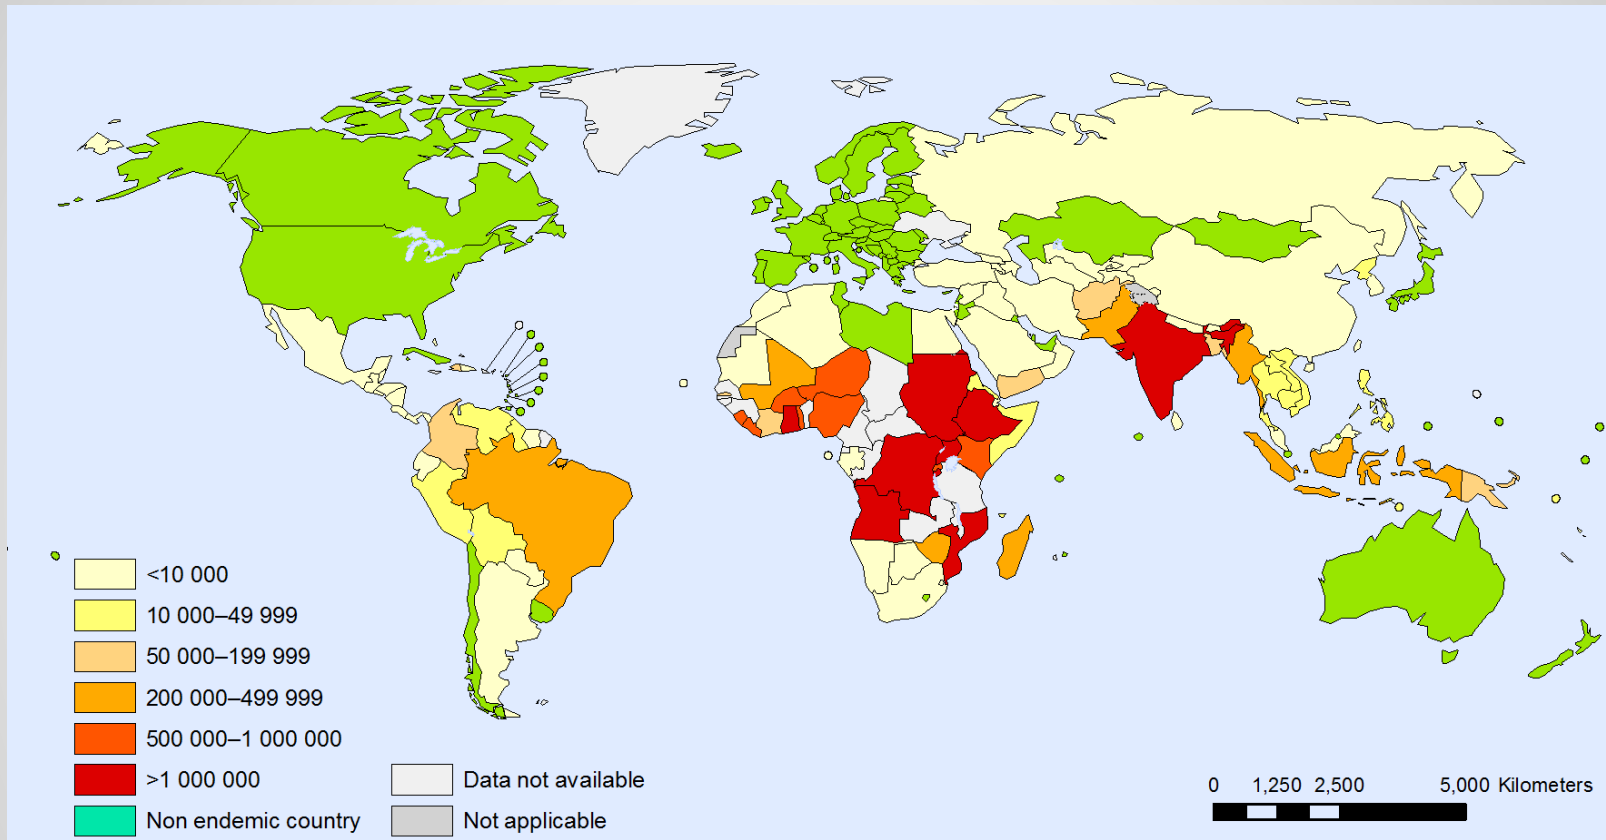 <10 000
10 000–49 999
50 000–199 999
200 000–499 999
500 000–1 000 000
>1 000 000
Non endemic country
Data not available
Not applicable
0 1,250 2,500 5,000 Kilometers